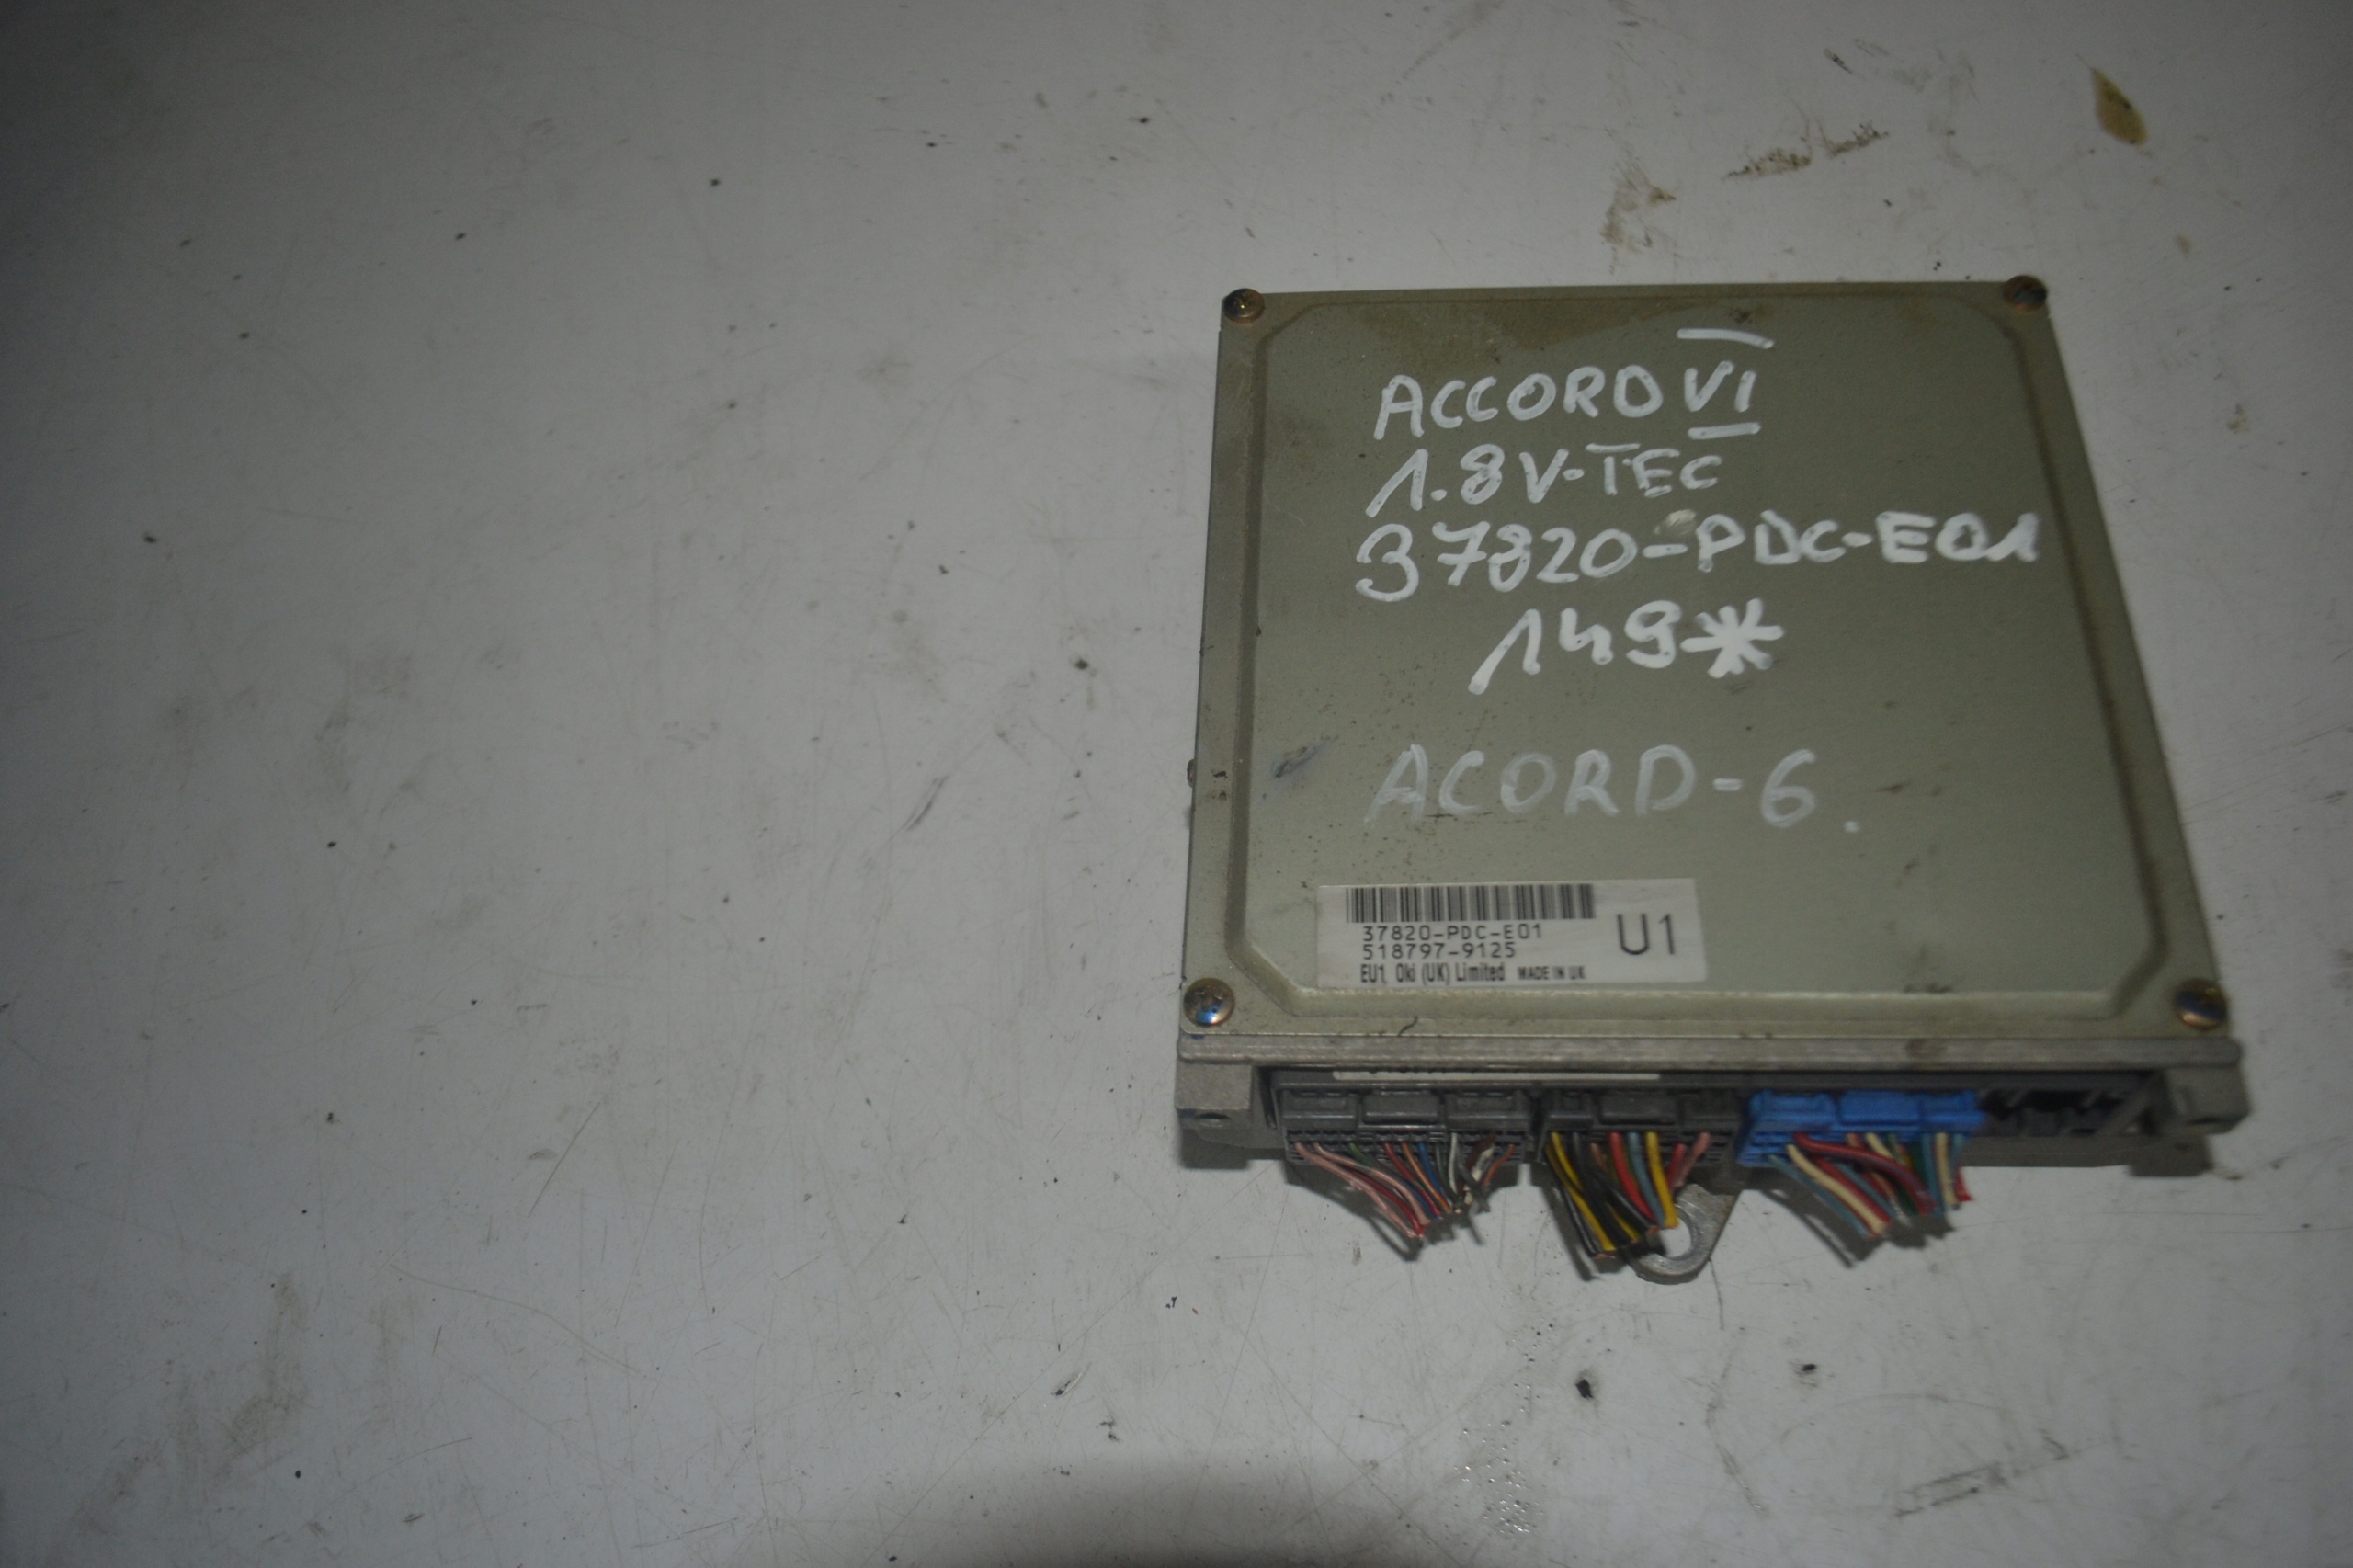 ACCORD VI
1.8 V-TEC
37820-PDC-E01
149*
ACORD-6.
37820-PDC-E01
518797-9125
U1
EU1 Oki (UK) Limited MADE IN UK